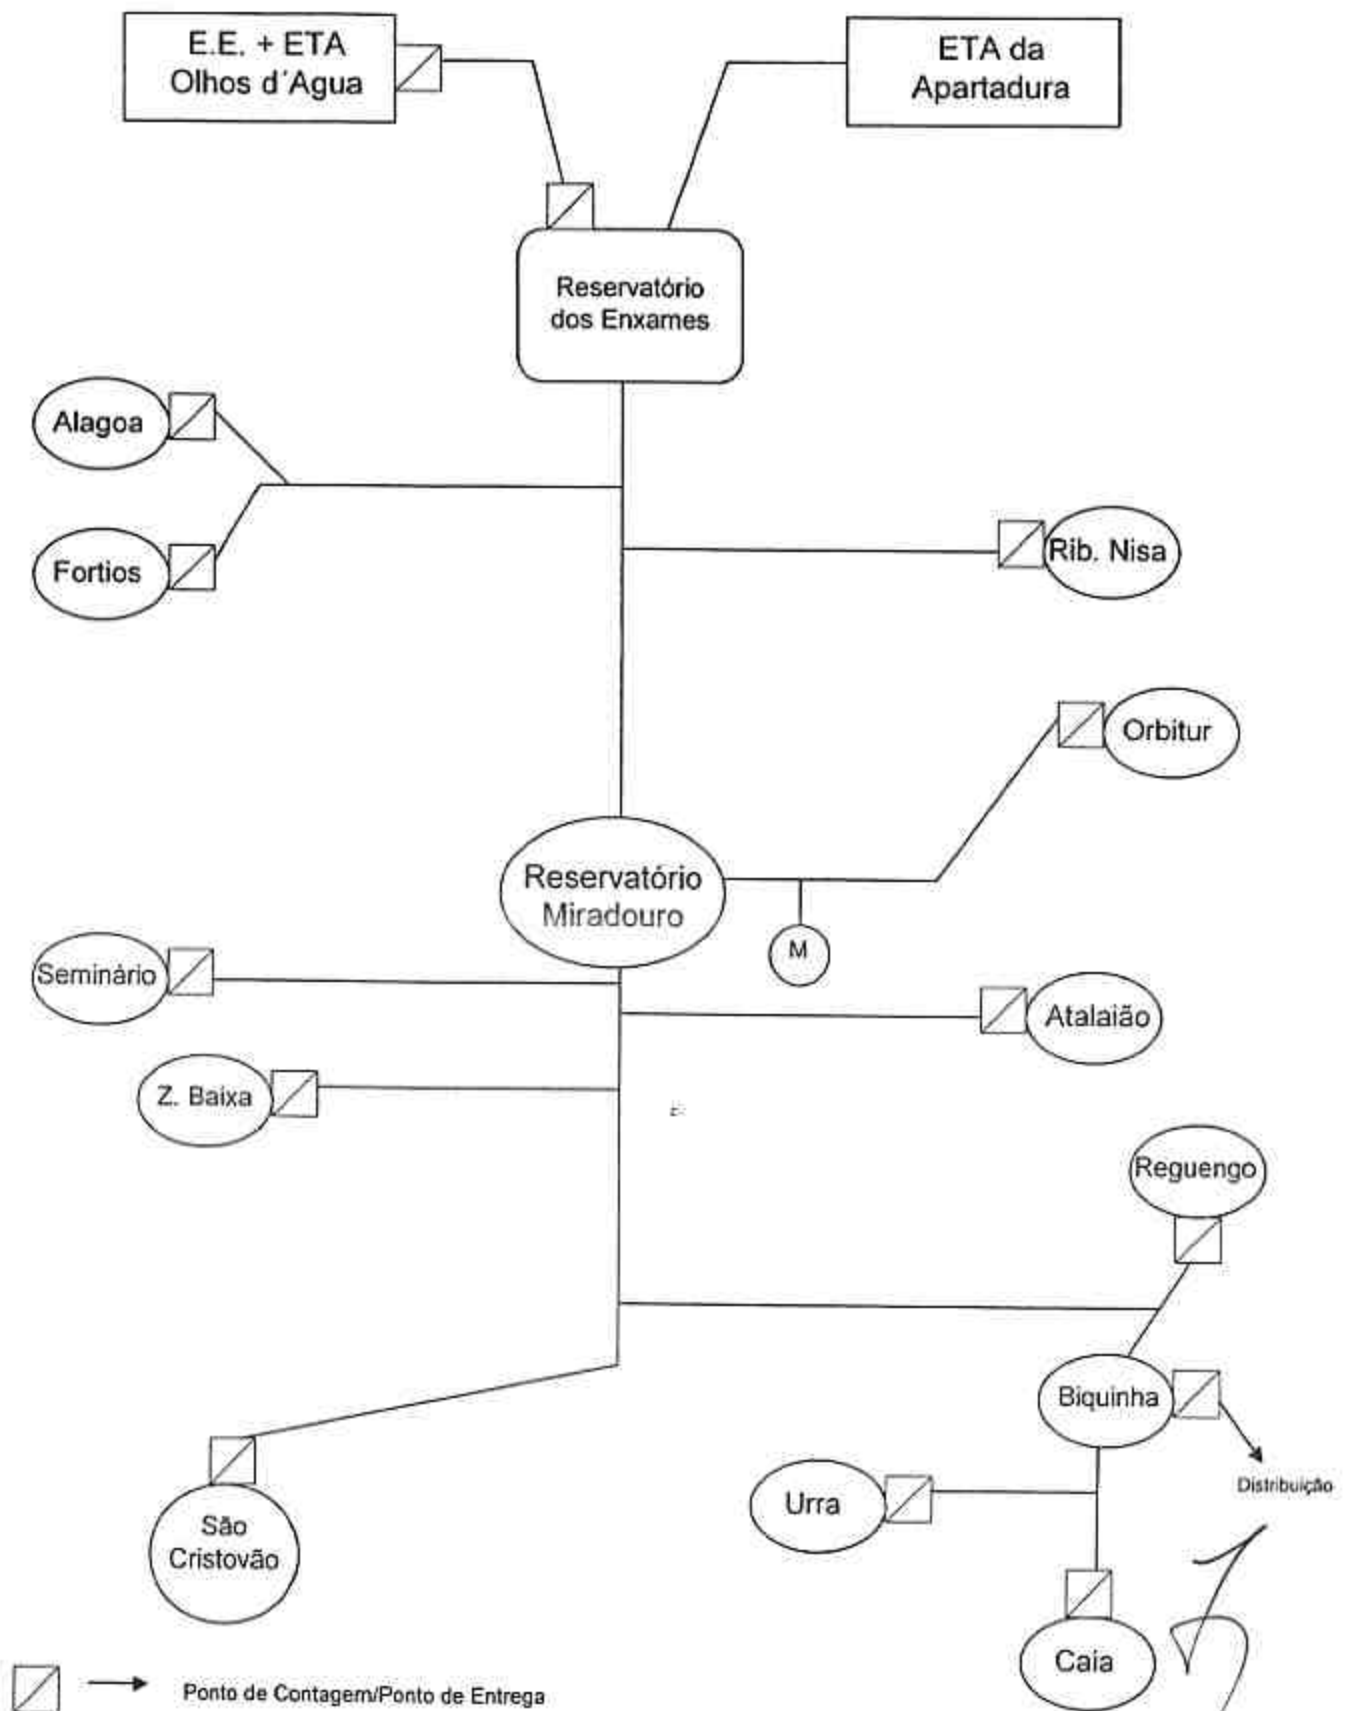 E.E. + ETA
Olhos d´Agua
ETA da
Apartadura
Reservatório
dos Enxames
Alagoa
Fortios
Rib. Nisa
Orbitur
Reservatório
Miradouro
M
Seminário
Atalaião
Z. Baixa
Reguengo
Biquinha
Distribuição
Urra
São
Cristovão
Caia
Ponto de Contagem/Ponto de Entrega